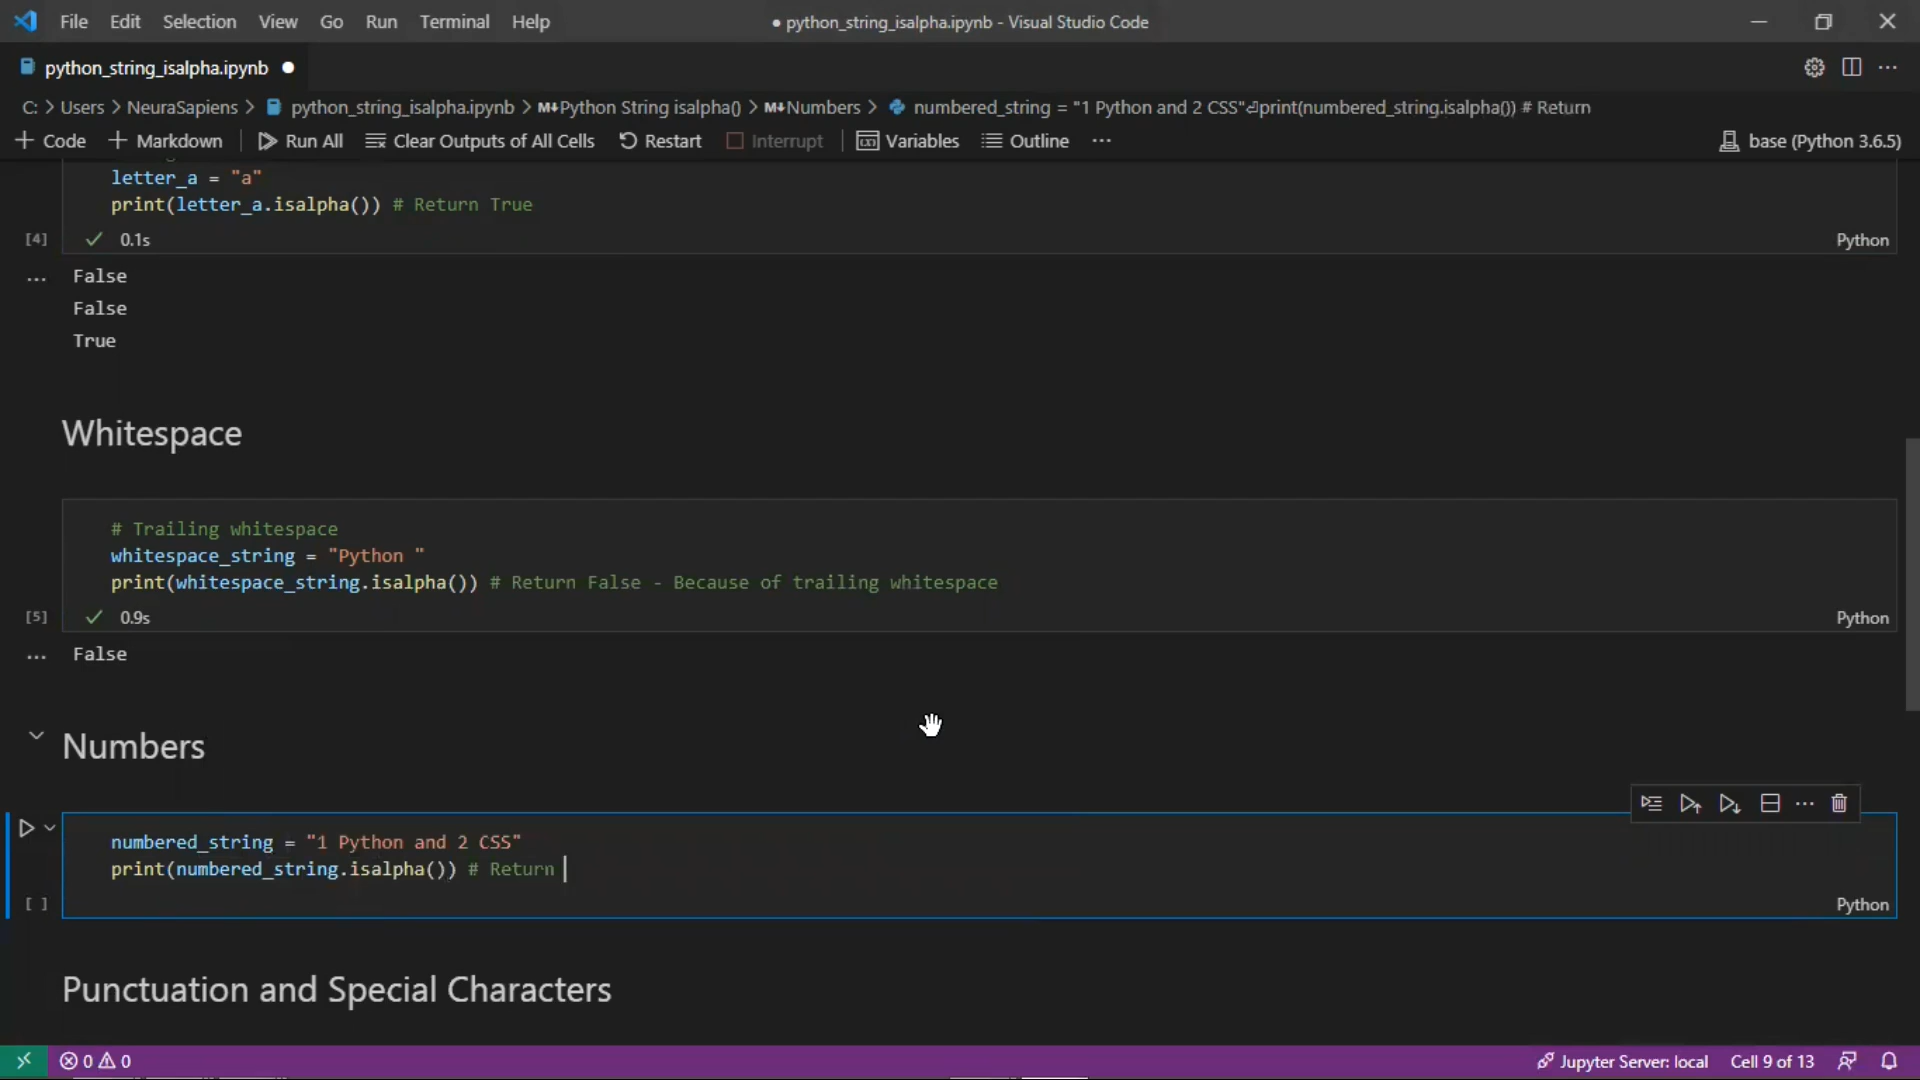 File Edit Selection View Go Run Terminal Help ● python_string_isalpha.ipynb - Visual Studio Code
python_string_isalpha.ipynb ●
C: > Users > NeuraSapiens > python_string_isalpha.ipynb > M↓Python String isalpha() > M↓Numbers > numbered_string = "1 Python and 2 CSS"⏎print(numbered_string.isalpha()) # Return
+ Code + Markdown Run All Clear Outputs of All Cells Restart Interrupt Variables Outline ··· base (Python 3.6.5)
letter_a = "a"
print(letter_a.isalpha()) # Return True
[4] ✓ 0.1s Python
... False
False
True
Whitespace
# Trailing whitespace
whitespace_string = "Python "
print(whitespace_string.isalpha()) # Return False - Because of trailing whitespace
[5] ✓ 0.9s Python
... False
Numbers
numbered_string = "1 Python and 2 CSS"
print(numbered_string.isalpha()) # Return
[ ] Python
Punctuation and Special Characters
0 0 Jupyter Server: local Cell 9 of 13